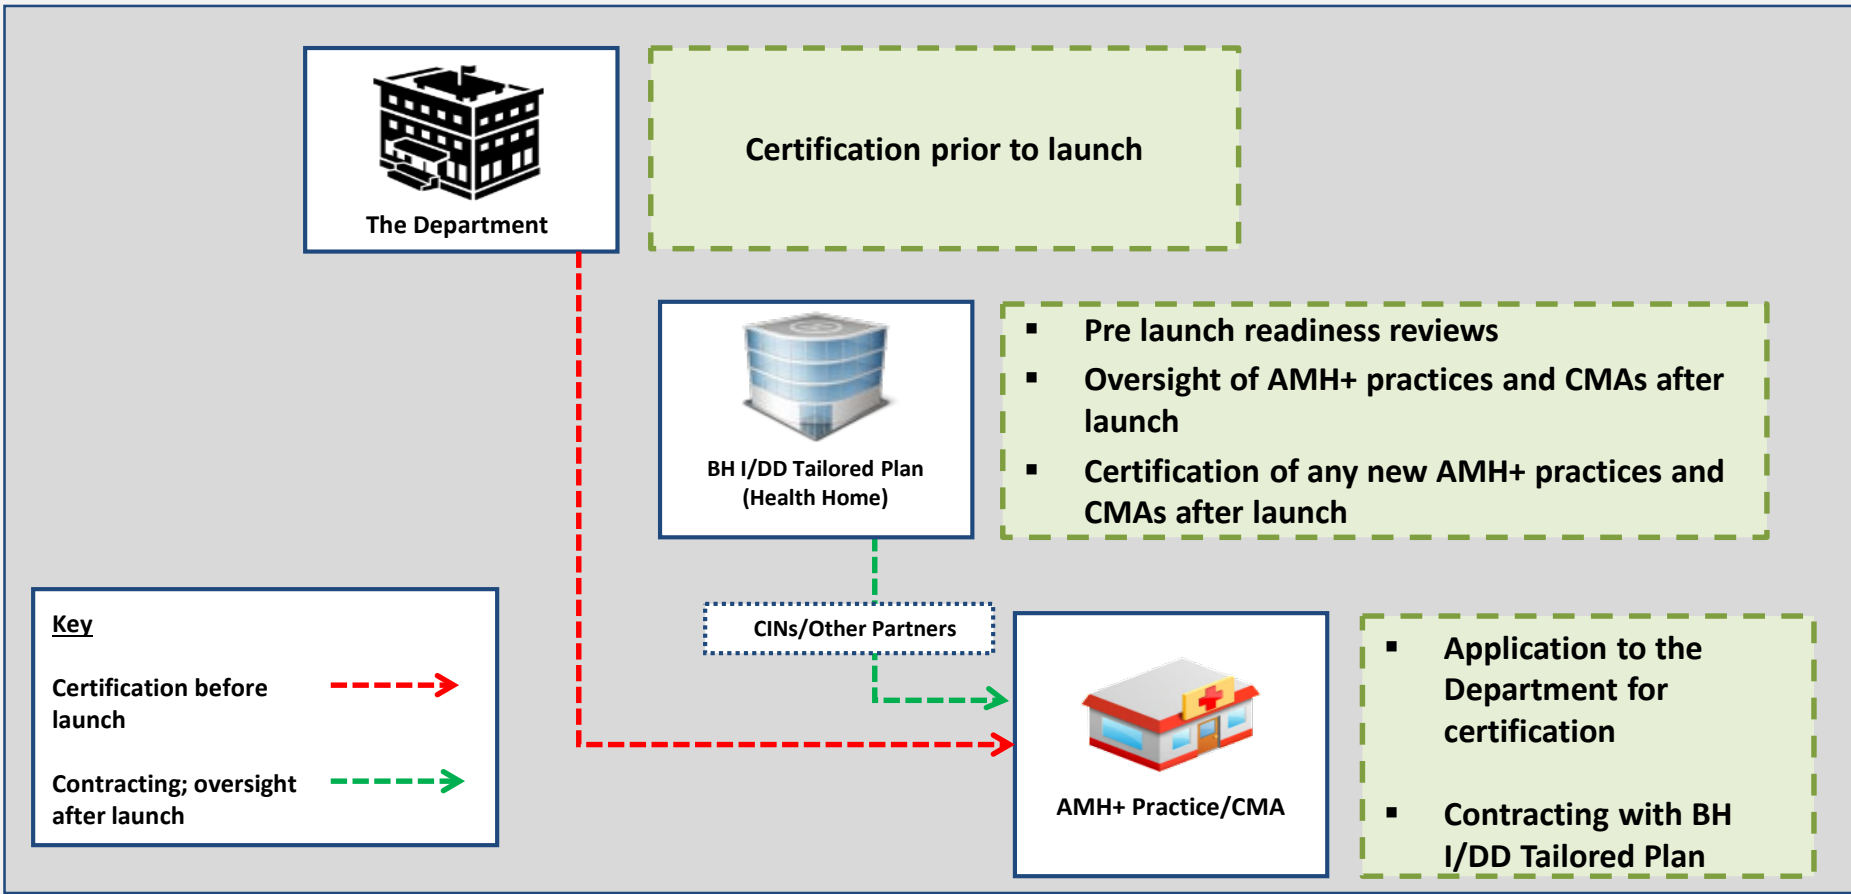 Certification prior to launch
The Department
▪ Pre launch readiness reviews
▪ Oversight of AMH+ practices and CMAs after
launch
▪ Certification of any new AMH+ practices and
CMAs after launch
BH I/DD Tailored Plan
(Health Home)
CINs/Other Partners
Key
Certification before
launch
Contracting; oversight
after launch
AMH+ Practice/CMA
▪ Application to the
Department for
certification
▪ Contracting with BH
I/DD Tailored Plan